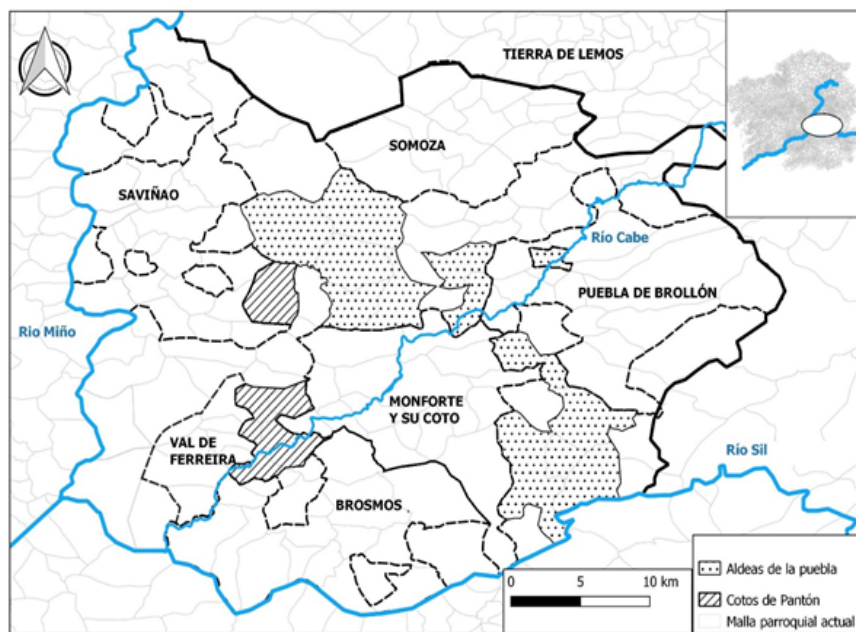 TIERRA DE LEMOS
SOMOZA
SAVIÑAO
Río Cabe
PUEBLA DE BROLLÓN
Rio Miño
MONFORTE
Y SU COTO
VAL DE
FERREIRA
Río Sil
BROSMOS
0 5 10 km
Aldeas de la puebla
Cotos de Pantón
Malla parroquial actual